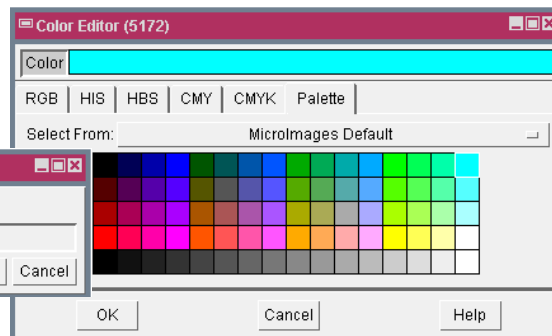 Color Editor (5172)
Color
RGB HIS HBS CMY CMYK Palette
Select From: MicroImages Default
Cancel
OK Cancel Help